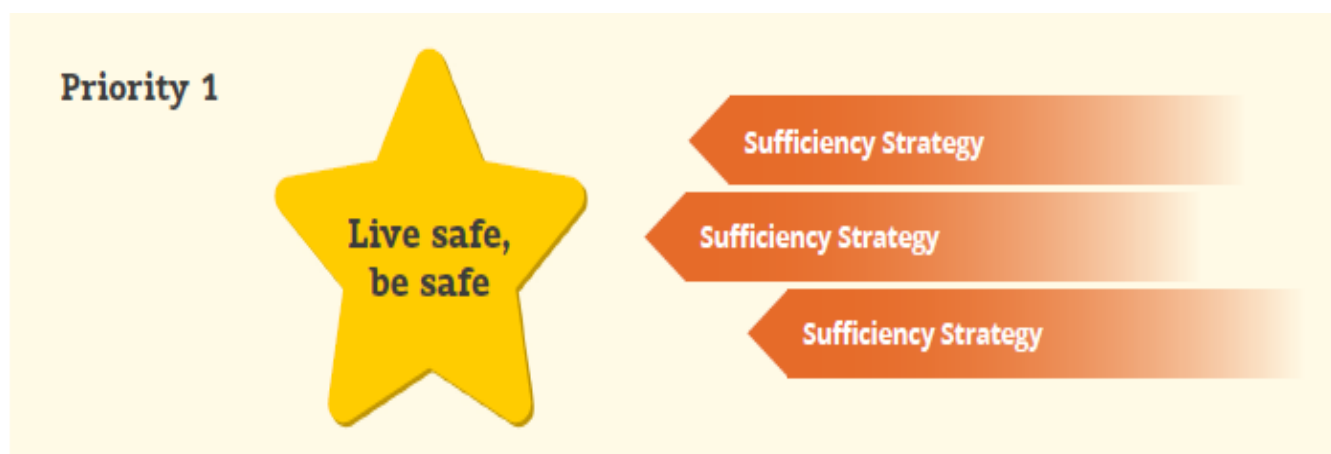 Priority 1
Live safe,
be safe
Sufficiency Strategy
Sufficiency Strategy
Sufficiency Strategy